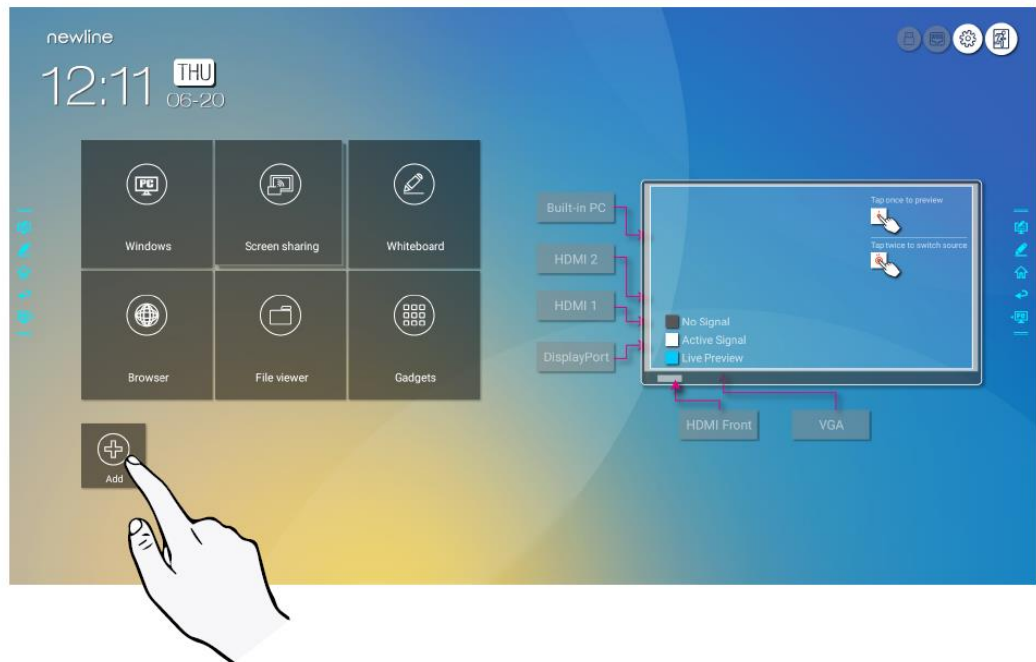 newline
12:11 THU
06-20
PC
Windows
Screen sharing
Whiteboard
Browser
File viewer
Gadgets
Add
Built-in PC
HDMI 2
HDMI 1
DisplayPort
Tap once to preview
Tap twice to switch source
No Signal
Active Signal
Live Preview
HDMI Front
VGA
PC